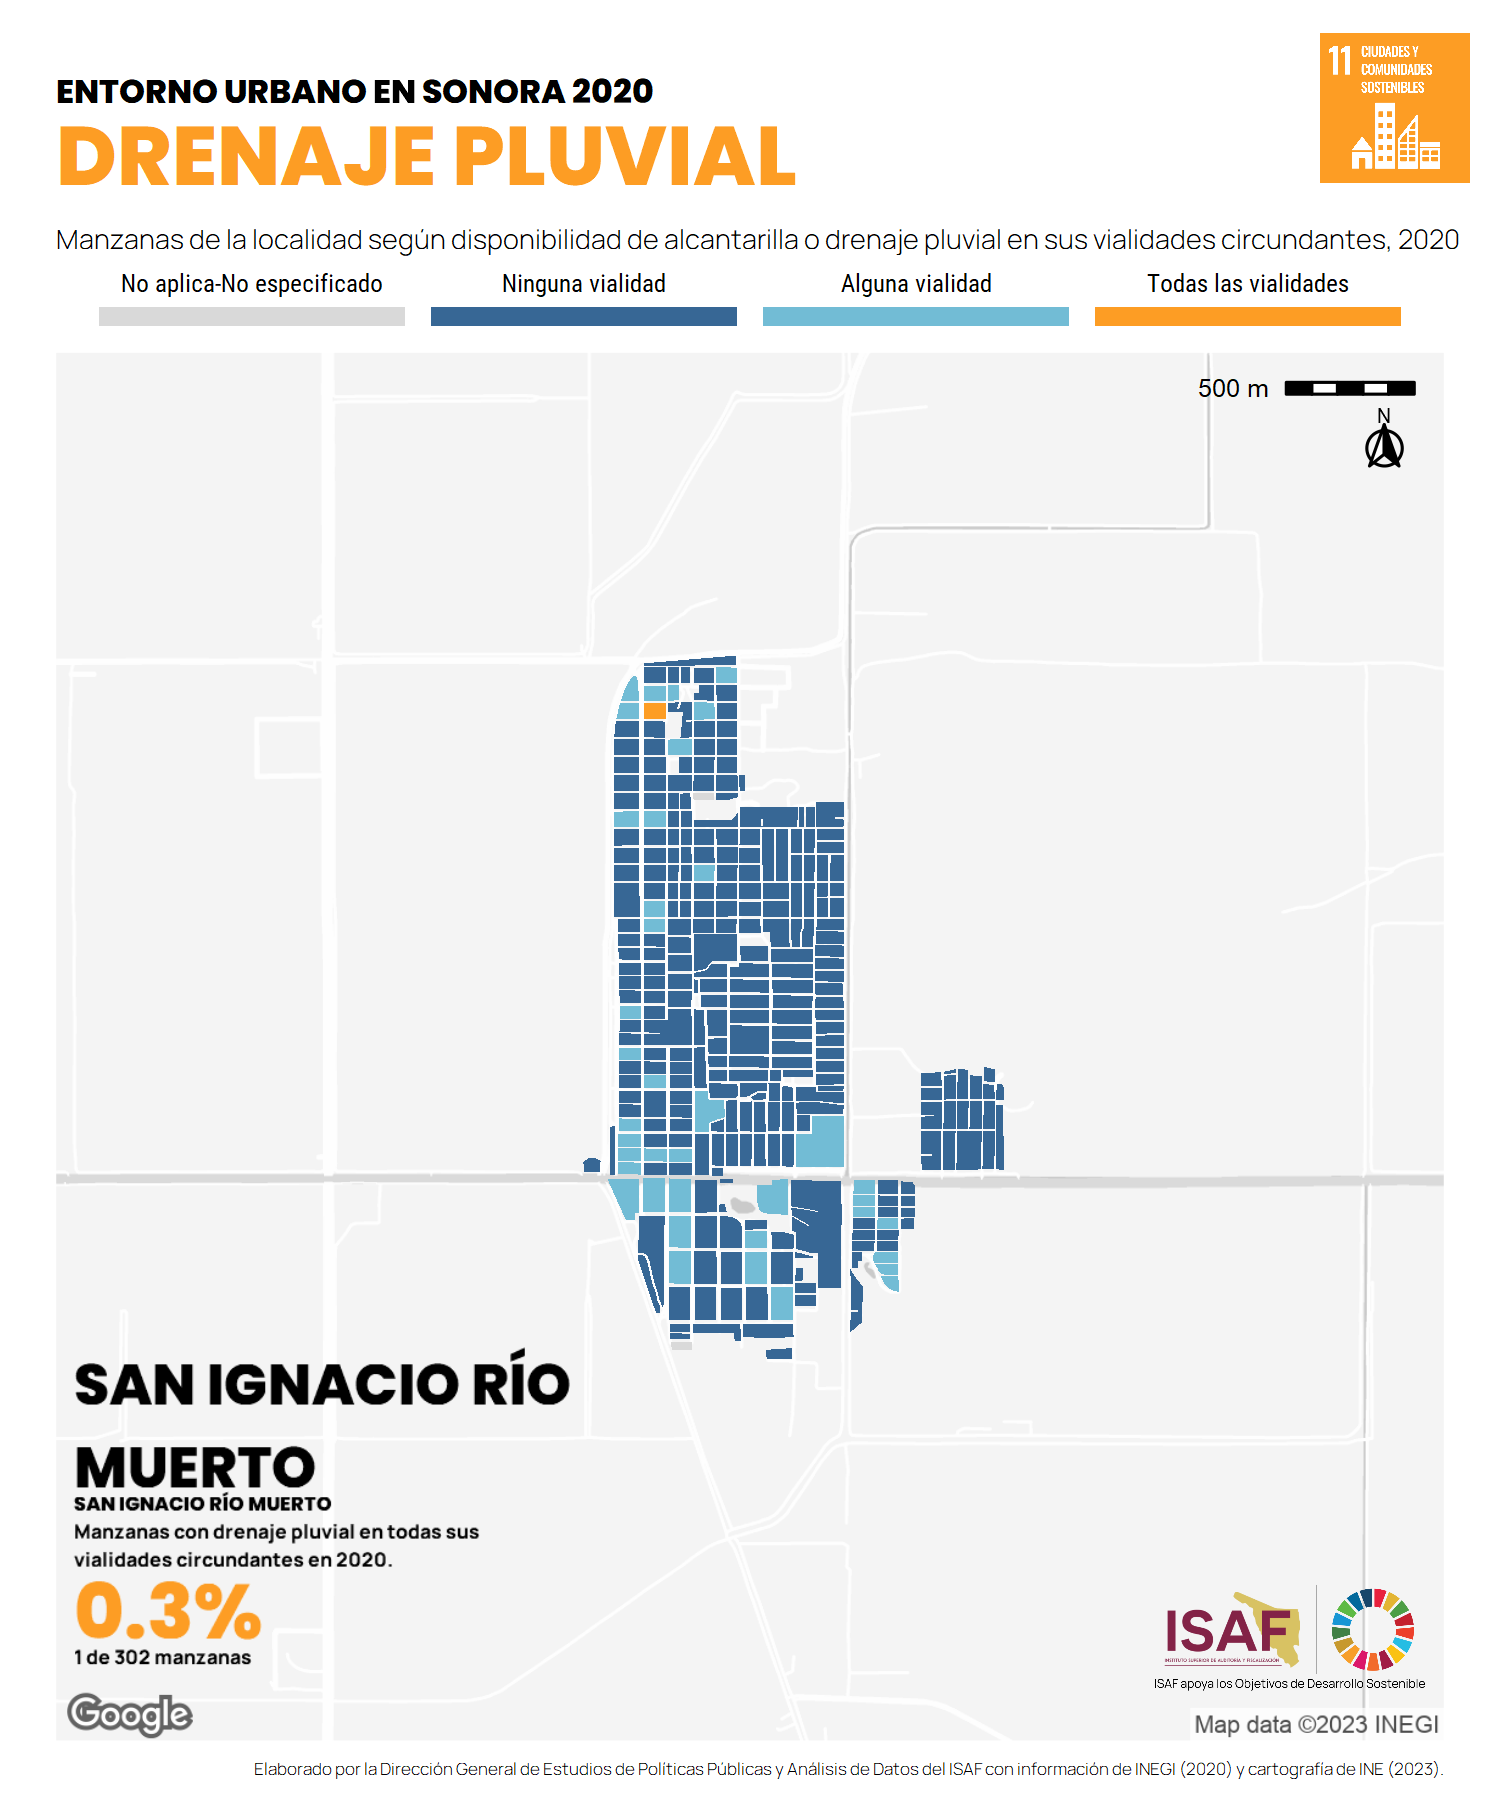 ENTORNO URBANO EN SONORA 2020
DRENAJE PLUVIAL
11 CIUDADES Y
COMUNIDADES
SOSTENIBLES
Manzanas de la localidad según disponibilidad de alcantarilla o drenaje pluvial en sus vialidades circundantes, 2020
No aplica-No especificado
Ninguna vialidad
Alguna vialidad
Todas las vialidades
500 m
N
SAN IGNACIO RÍO
MUERTO
SAN IGNACIO RÍO MUERTO
Manzanas con drenaje pluvial en todas sus
vialidades circundantes en 2020.
0.3%
1 de 302 manzanas
Google
ISAF
INSTITUTO SUPERIOR DE AUDITORÍA Y FISCALIZACIÓN
ISAF apoya los Objetivos de Desarrollo Sostenible
Map data ©2023 INEGI
Elaborado por la Dirección General de Estudios de Políticas Públicas y Análisis de Datos del ISAF con información de INEGI (2020) y cartografía de INE (2023).